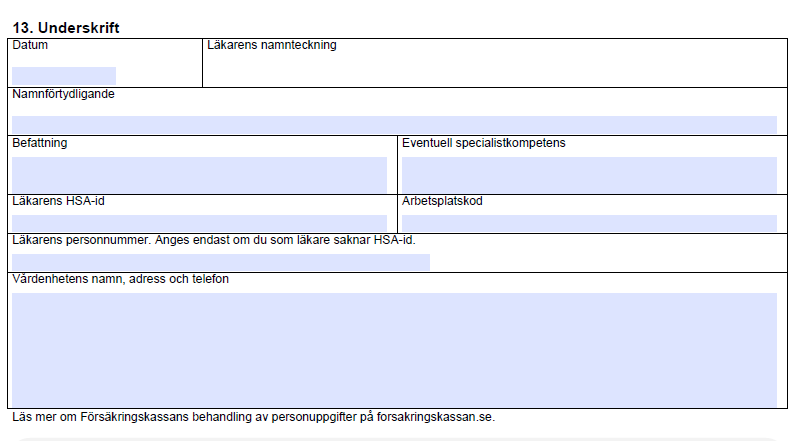 13. Underskrift
Datum
Läkarens namnteckning
Namnförtydligande
Befattning
Eventuell specialistkompetens
Läkarens HSA-id
Arbetsplatskod
Läkarens personnummer. Anges endast om du som läkare saknar HSA-id.
Vårdenhetens namn, adress och telefon
Läs mer om Försäkringskassans behandling av personuppgifter på forsakringskassan.se.